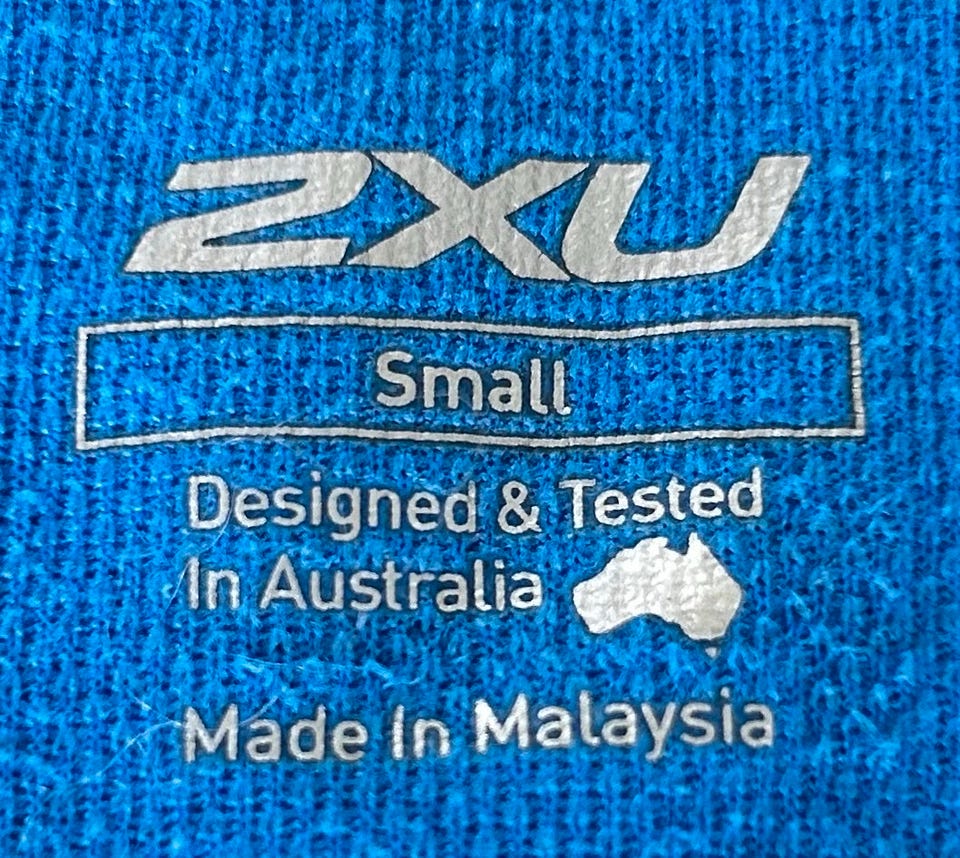 2XU
Small
Designed & Tested
In Australia
Made In Malaysia